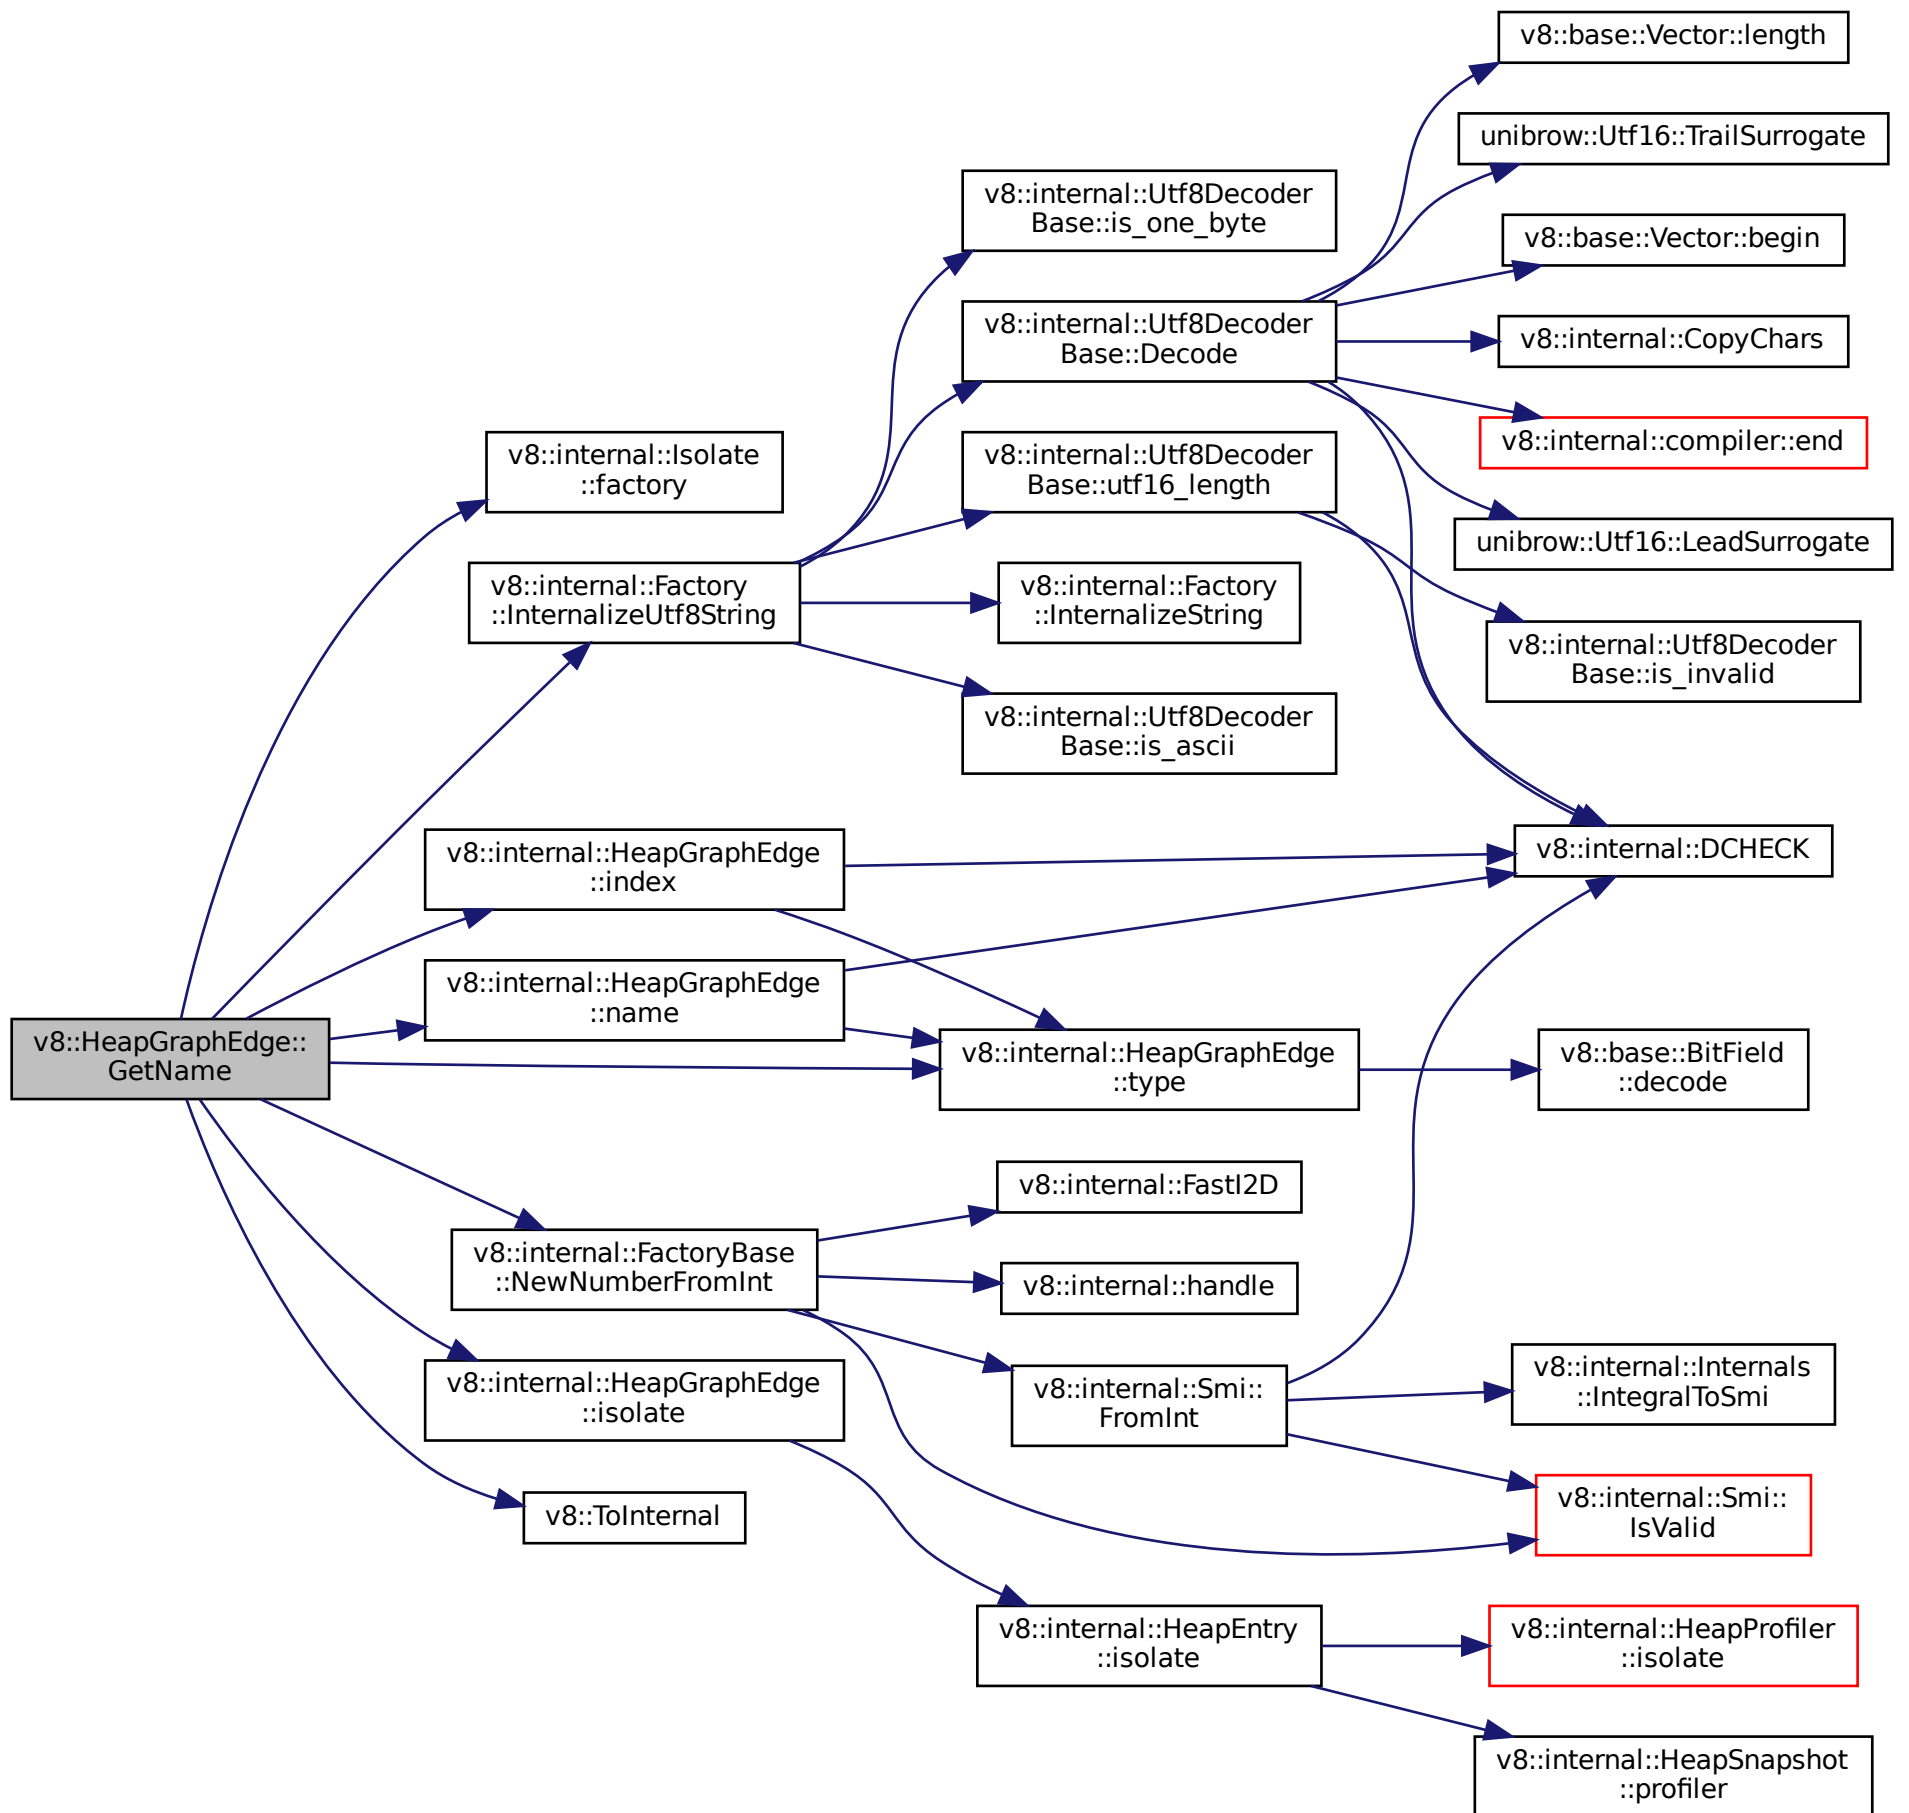 v8::HeapGraphEdge::
GetName
v8::internal::Isolate
::factory
v8::internal::Factory
::InternalizeUtf8String
v8::internal::HeapGraphEdge
::index
v8::internal::HeapGraphEdge
::name
v8::internal::FactoryBase
::NewNumberFromInt
v8::internal::HeapGraphEdge
::isolate
v8::ToInternal
v8::internal::Utf8Decoder
Base::is_one_byte
v8::internal::Utf8Decoder
Base::Decode
v8::internal::Utf8Decoder
Base::utf16_length
v8::internal::Factory
::InternalizeString
v8::internal::Utf8Decoder
Base::is_ascii
v8::internal::HeapGraphEdge
::type
v8::internal::FastI2D
v8::internal::handle
v8::internal::Smi::
FromInt
v8::internal::HeapEntry
::isolate
v8::base::Vector::length
unibrow::Utf16::TrailSurrogate
v8::base::Vector::begin
v8::internal::CopyChars
v8::internal::compiler::end
unibrow::Utf16::LeadSurrogate
v8::internal::Utf8Decoder
Base::is_invalid
v8::internal::DCHECK
v8::base::BitField
::decode
v8::internal::Internals
::IntegralToSmi
v8::internal::Smi::
IsValid
v8::internal::HeapProfiler
::isolate
v8::internal::HeapSnapshot
::profiler